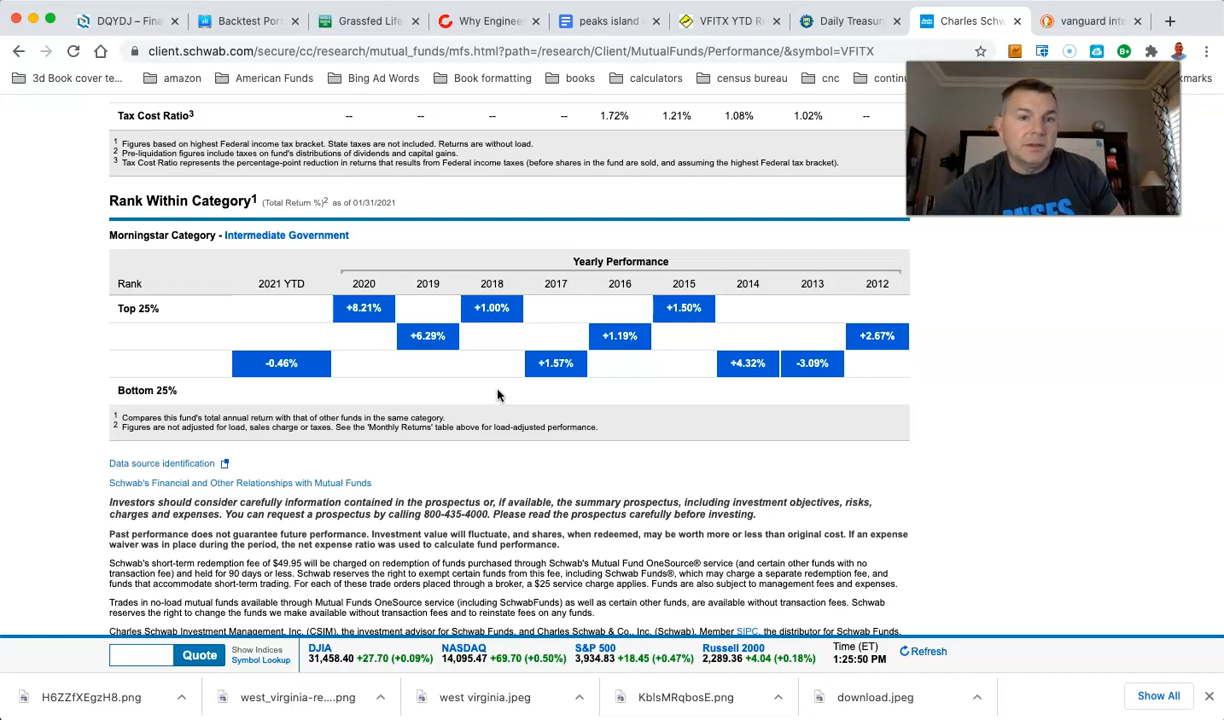 DQYDJ – Fina
Backtest Port
Grassfed Life
Why Enginee
peaks island
VFITX YTD Re
Daily Treasur
Charles Schw
vanguard inte
client.schwab.com/secure/cc/research/mutual_funds/mfs.html?path=/research/Client/MutualFunds/Performance/&symbol=VFITX
3d Book cover te...
amazon
American Funds
Bing Ad Words
Book formatting
books
calculators
census bureau
cnc
continu
kmarks
Tax Cost Ratio3 -- -- -- -- 1.72% 1.21% 1.08% 1.02% --
1 Figures based on highest Federal income tax bracket. State taxes are not included. Returns are without load.
2 Pre-liquidation figures include taxes on fund's distributions of dividends and capital gains.
3 Tax Cost Ratio represents the percentage-point reduction in returns that results from Federal income taxes (before shares in the fund are sold, and assuming the highest Federal tax bracket).
Rank Within Category1 (Total Return %)2 as of 01/31/2021
Morningstar Category - Intermediate Government
Yearly Performance
Rank 2021 YTD 2020 2019 2018 2017 2016 2015 2014 2013 2012
Top 25% +8.21% +1.00% +1.50%
+6.29% +1.19% +2.67%
-0.46% +1.57% +4.32% -3.09%
Bottom 25%
1 Compares this fund's total annual return with that of other funds in the same category.
2 Figures are not adjusted for load, sales charge or taxes. See the 'Monthly Returns' table above for load-adjusted performance.
Data source identification
Schwab's Financial and Other Relationships with Mutual Funds
Investors should consider carefully information contained in the prospectus or, if available, the summary prospectus, including investment objectives, risks,
charges and expenses. You can request a prospectus by calling 800-435-4000. Please read the prospectus carefully before investing.
Past performance does not guarantee future performance. Investment value will fluctuate, and shares, when redeemed, may be worth more or less than original cost. If an expense
waiver was in place during the period, the net expense ratio was used to calculate fund performance.
Schwab's short-term redemption fee of $49.95 will be charged on redemption of funds purchased through Schwab's Mutual Fund OneSource® service (and certain other funds with no
transaction fee) and held for 90 days or less. Schwab reserves the right to exempt certain funds from this fee, including Schwab Funds®, which may charge a separate redemption fee, and
funds that accommodate short-term trading. For each of these trade orders placed through a broker, a $25 service charge applies. Funds are also subject to management fees and expenses.
Trades in no-load mutual funds available through Mutual Funds OneSource service (including SchwabFunds) as well as certain other funds, are available without transaction fees. Schwab
reserves the right to change the funds we make available without transaction fees and to reinstate fees on any funds.
Charles Schwab Investment Management, Inc. (CSIM), the investment advisor for Schwab Funds, and Charles Schwab & Co., Inc. (Schwab), Member SIPC, the distributor for Schwab Funds,
Quote
Show Indices
Symbol Lookup
DJIA
31,458.40 +27.70 (+0.09%)
NASDAQ
14,095.47 +69.70 (+0.50%)
S&P 500
3,934.83 +18.45 (+0.47%)
Russell 2000
2,289.36 +4.04 (+0.18%)
Time (ET)
1:25:50 PM
Refresh
H6ZZfXEgzH8.png
west_virginia-re....png
west virginia.jpeg
KblsMRqbosE.png
download.jpeg
Show All